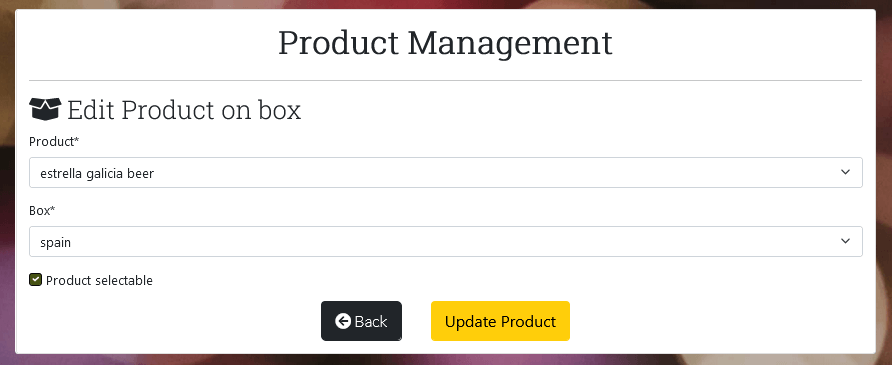 Product Management
Edit Product on box
Product*
estrella galicia beer
Box*
spain
Product selectable
Back Update Product